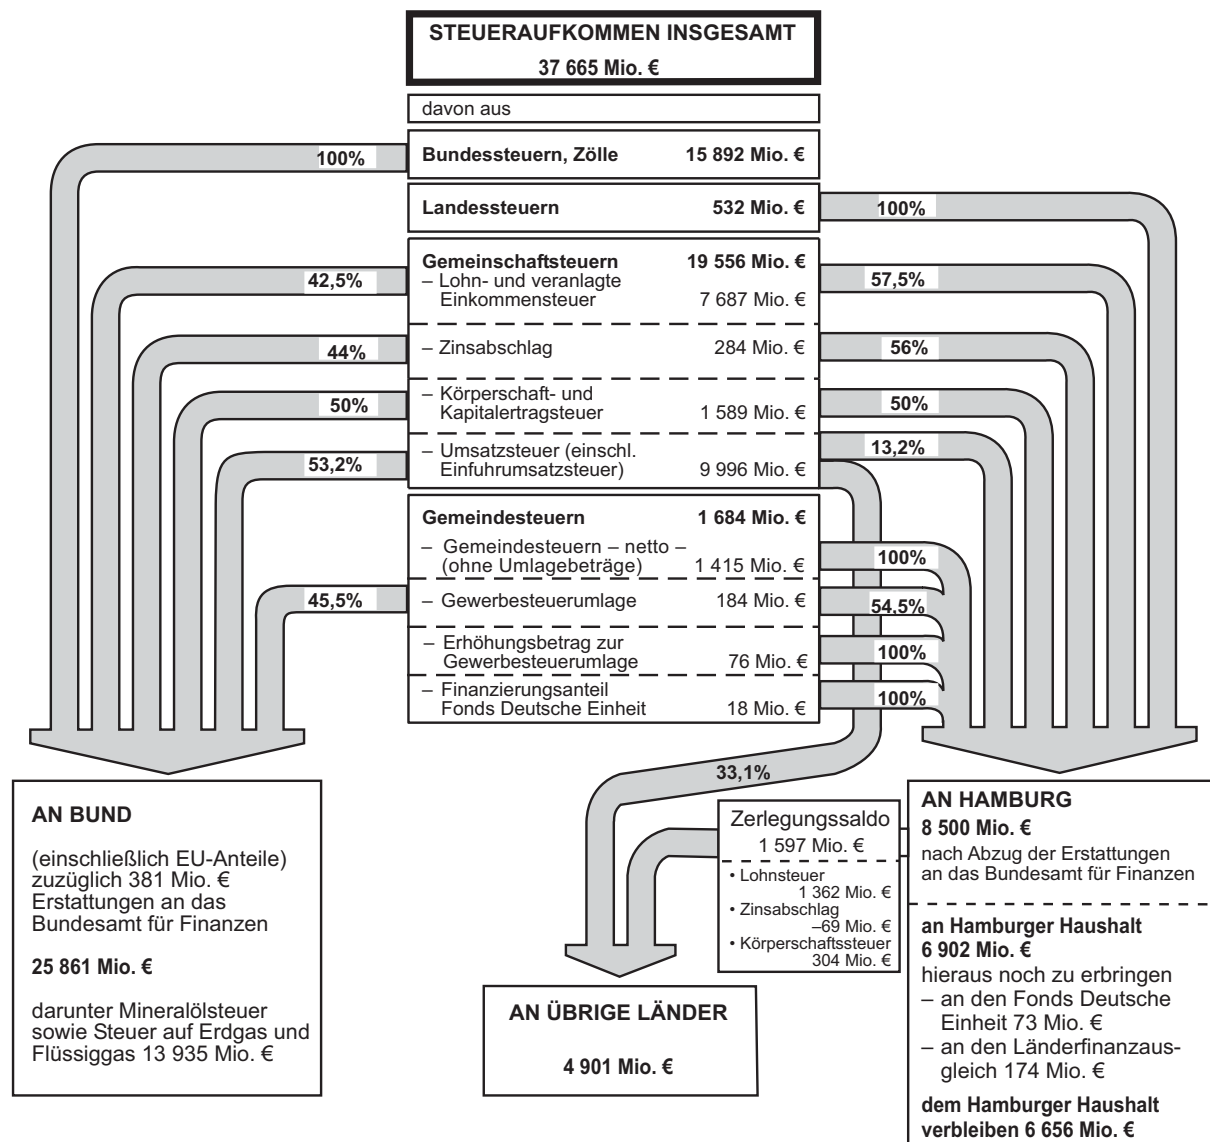 STEUERAUFKOMMEN INSGESAMT
37 665 Mio. €
davon aus
100%
Bundessteuern, Zölle 15 892 Mio. €
Landessteuern 532 Mio. €
100%
Gemeinschaftsteuern 19 556 Mio. €
42,5%
– Lohn- und veranlagte
Einkommensteuer 7 687 Mio. €
57,5%
44%
– Zinsabschlag 284 Mio. €
56%
50%
– Körperschaft- und
Kapitalertragsteuer 1 589 Mio. €
50%
53,2%
– Umsatzsteuer (einschl.
Einfuhrumsatzsteuer) 9 996 Mio. €
13,2%
Gemeindesteuern 1 684 Mio. €
– Gemeindesteuern – netto –
(ohne Umlagebeträge) 1 415 Mio. €
100%
45,5%
– Gewerbesteuerumlage 184 Mio. €
54,5%
– Erhöhungsbetrag zur
Gewerbesteuerumlage 76 Mio. €
100%
– Finanzierungsanteil
Fonds Deutsche Einheit 18 Mio. €
100%
33,1%
AN BUND
(einschließlich EU-Anteile)
zuzüglich 381 Mio. €
Erstattungen an das
Bundesamt für Finanzen
25 861 Mio. €
darunter Mineralölsteuer
sowie Steuer auf Erdgas und
Flüssiggas 13 935 Mio. €
AN ÜBRIGE LÄNDER
4 901 Mio. €
Zerlegungssaldo
1 597 Mio. €
• Lohnsteuer
1 362 Mio. €
• Zinsabschlag
–69 Mio. €
• Körperschaftssteuer
304 Mio. €
AN HAMBURG
8 500 Mio. €
nach Abzug der Erstattungen
an das Bundesamt für Finanzen
an Hamburger Haushalt
6 902 Mio. €
hieraus noch zu erbringen
– an den Fonds Deutsche
Einheit 73 Mio. €
– an den Länderfinanzaus-
gleich 174 Mio. €
dem Hamburger Haushalt
verbleiben 6 656 Mio. €